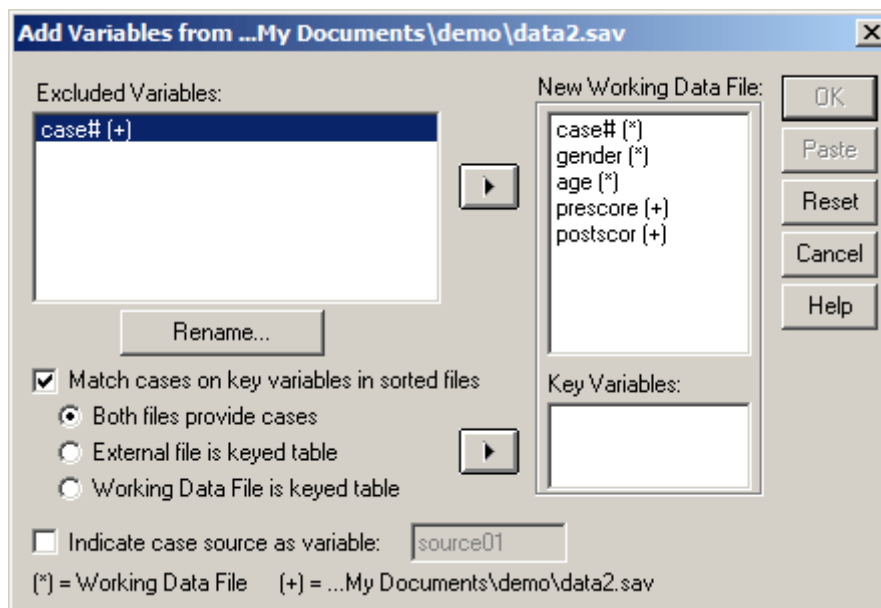 Add Variables from ...My Documents\demo\data2.sav
Excluded Variables:
case# (+)
Rename...
Match cases on key variables in sorted files
Both files provide cases
External file is keyed table
Working Data File is keyed table
Indicate case source as variable: source01
(*) = Working Data File (+) = ...My Documents\demo\data2.sav
New Working Data File:
case# (*)
gender (*)
age (*)
prescore (+)
postscor (+)
Key Variables:
OK
Paste
Reset
Cancel
Help